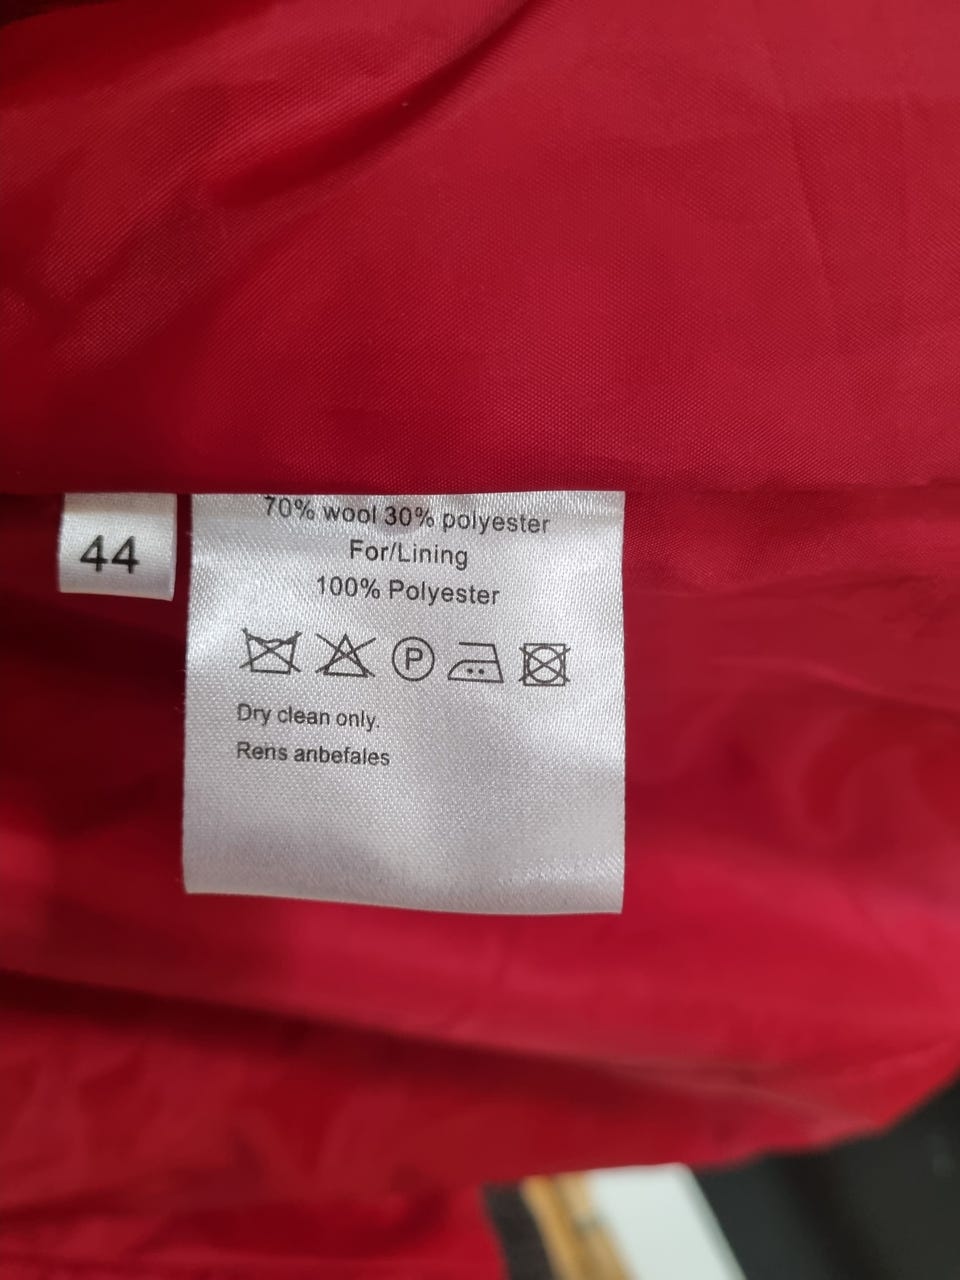 44
70% wool 30% polyester
For/Lining
100% Polyester
P
Dry clean only.
Rens anbefales